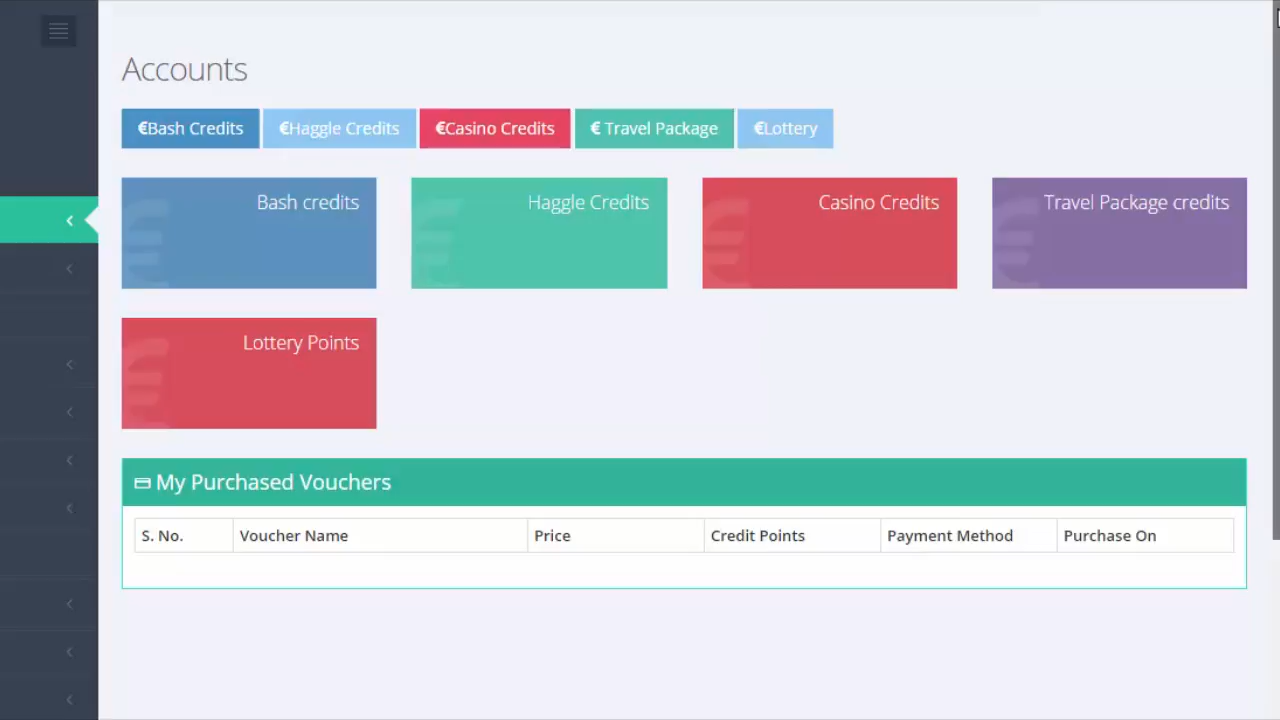 Accounts
€Bash Credits €Haggle Credits €Casino Credits € Travel Package €Lottery
Bash credits Haggle Credits Casino Credits Travel Package credits
Lottery Points
My Purchased Vouchers
S. No. Voucher Name Price Credit Points Payment Method Purchase On